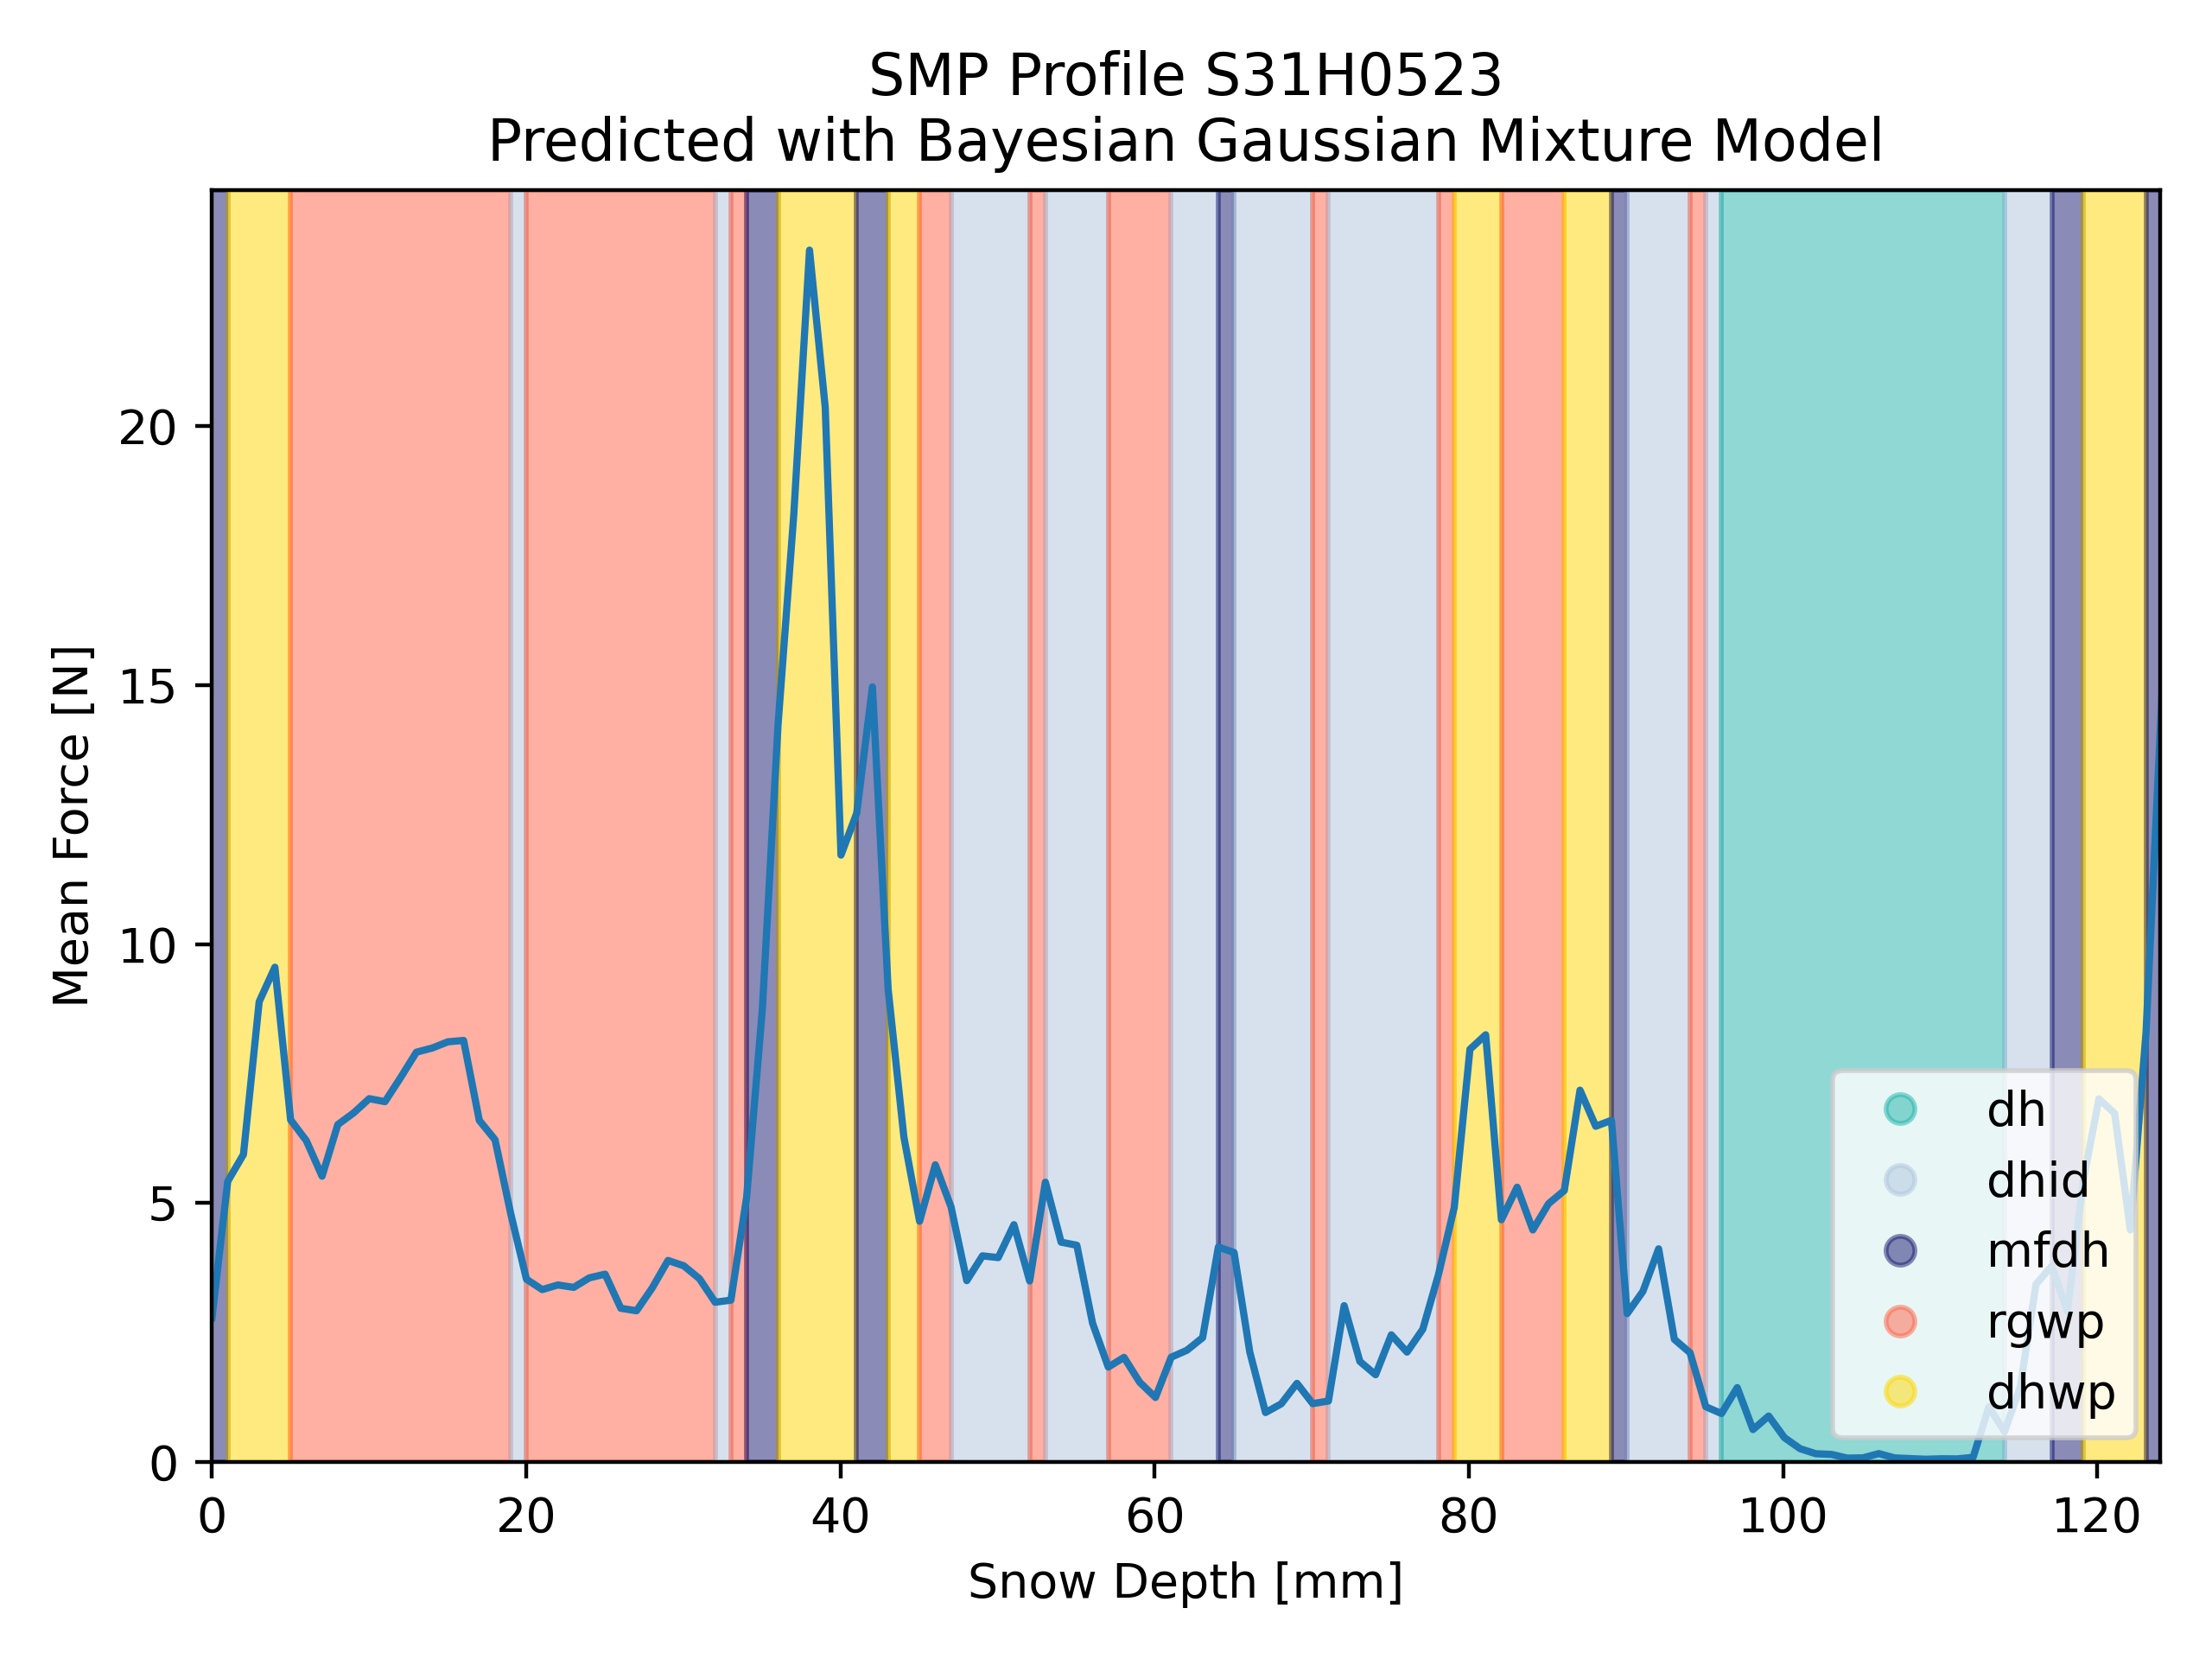 SMP Profile S31H0523
Predicted with Bayesian Gaussian Mixture Model
Mean Force [N]
20
15
10
5
0
dh
dhid
mfdh
rgwp
dhwp
0 20 40 60 80 100 120
Snow Depth [mm]